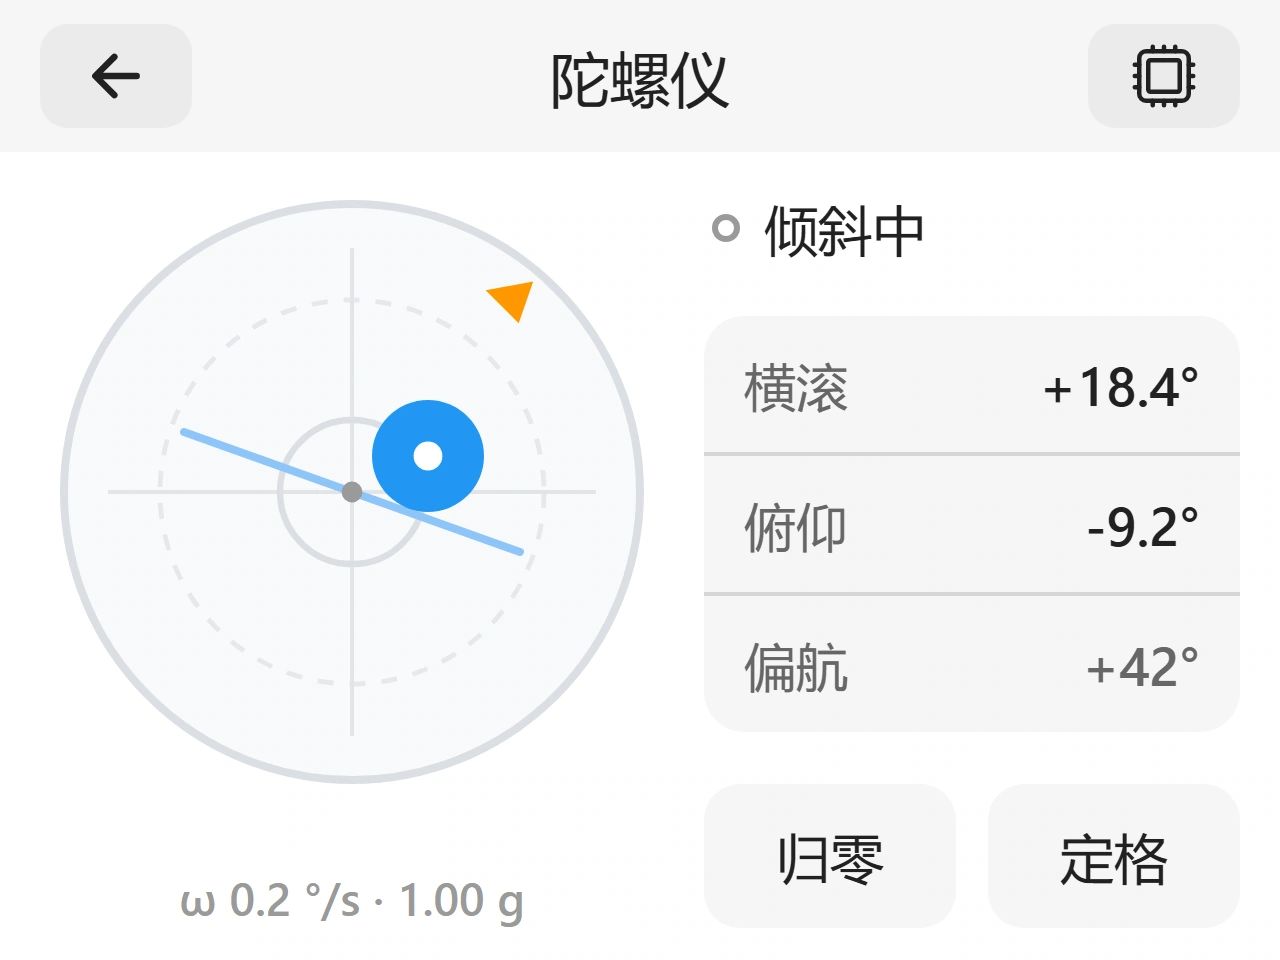 陀螺仪
倾斜中
横滚 +18.4°
俯仰 -9.2°
偏航 +42°
归零 定格
ω 0.2 °/s · 1.00 g